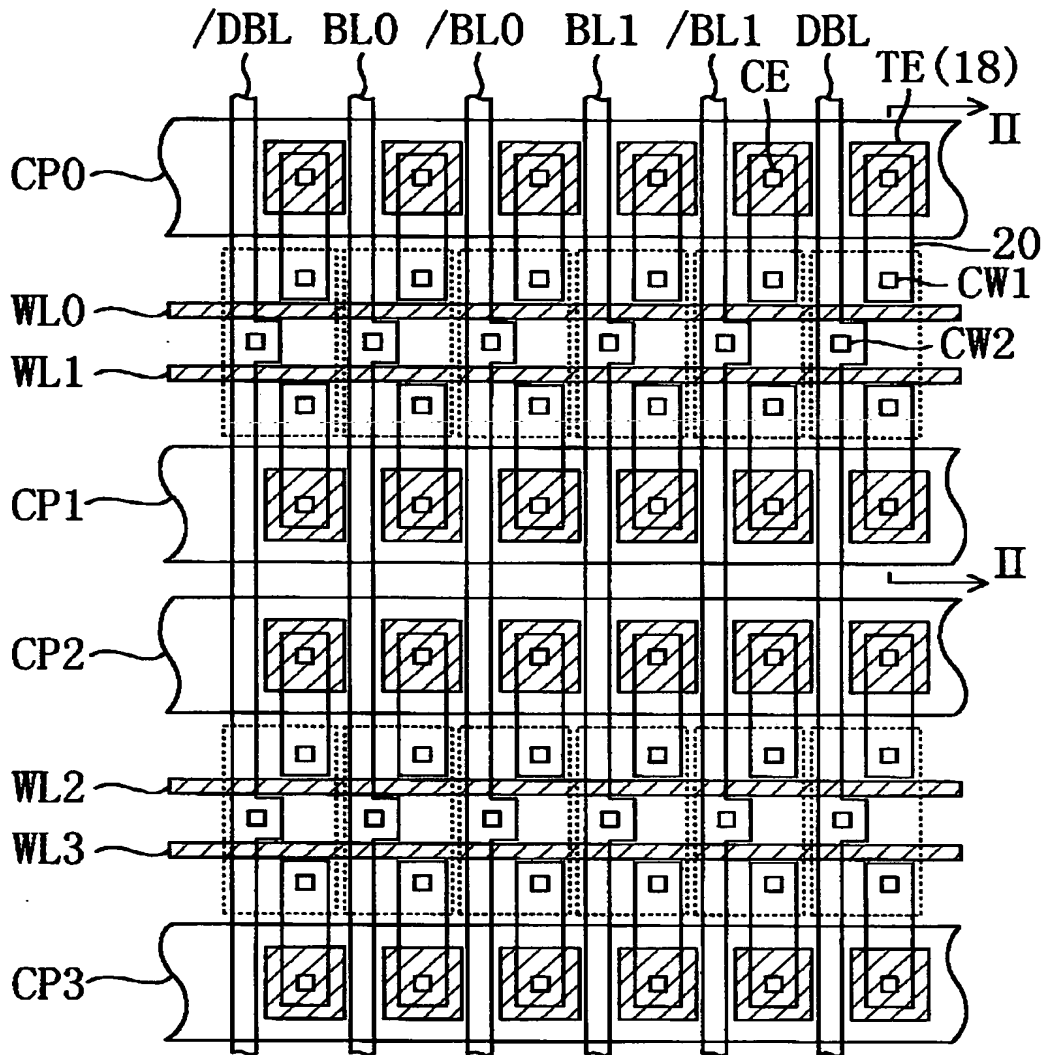 /DBL BL0 /BL0 BL1 /BL1 DBL
CE TE(18)
II
CP0
20
CW1
WL0
CW2
WL1
CP1
II
CP2
WL2
WL3
CP3